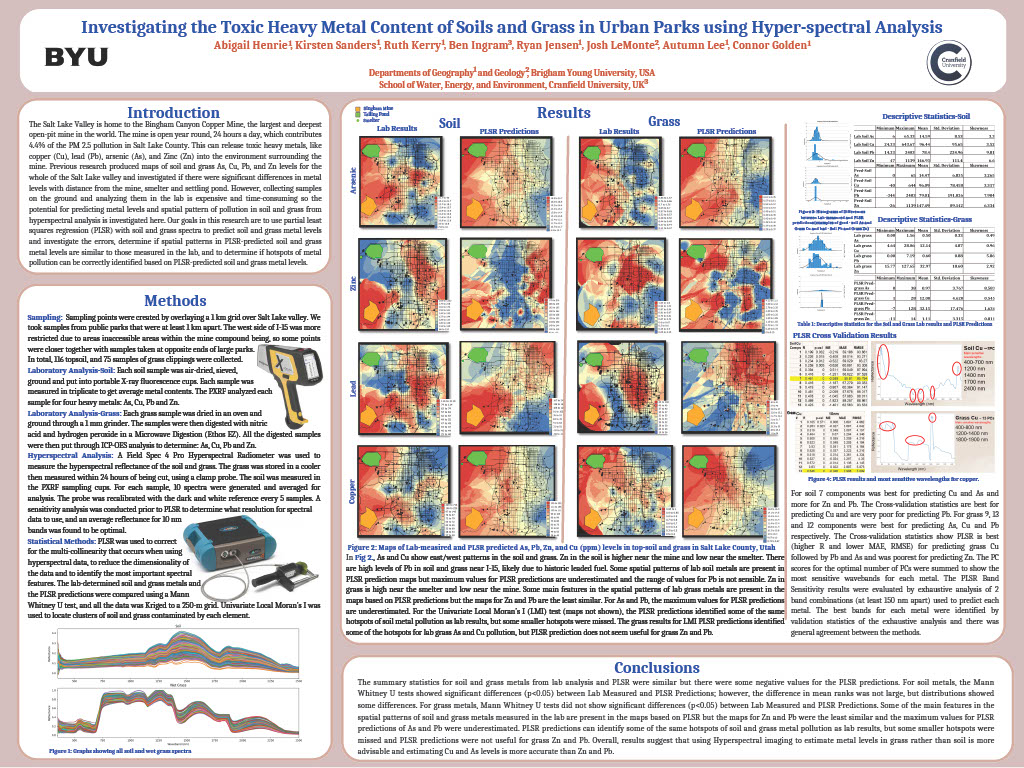 Investigating the Toxic Heavy Metal Content of Soils and Grass in Urban Parks using Hyper-spectral Analysis
Abigail Henrie¹, Kirsten Sanders¹, Ruth Kerry¹, Ben Ingram³, Ryan Jensen¹, Josh LeMonte², Autumn Lee¹, Connor Golden¹
BYU
Departments of Geography¹ and Geology²; Brigham Young University, USA
School of Water, Energy, and Environment, Cranfield University, UK³
Cranfield
University
Introduction
The Salt Lake Valley is home to the Bingham Canyon Copper Mine, the largest and deepest
open-pit mine in the world. The mine is open year round, 24 hours a day, which contributes
4.4% of the PM 2.5 pollution in Salt Lake County. This can release toxic heavy metals, like
copper (Cu), lead (Pb), arsenic (As), and Zinc (Zn) into the environment surrounding the
mine. Previous research produced maps of soil and grass As, Cu, Pb, and Zn levels for the
whole of the Salt Lake valley and investigated if there were significant differences in metal
levels with distance from the mine, smelter and settling pond. However, collecting samples
on the ground and analyzing them in the lab is expensive and time-consuming so the
potential for predicting metal levels and spatial pattern of pollution in soil and grass from
hyperspectral analysis is investigated here. Our goals in this research are to use partial least
squares regression (PLSR) with soil and grass spectra to predict soil and grass metal levels
and investigate the errors, determine if spatial patterns in PLSR-predicted soil and grass
metal levels are similar to those measured in the lab, and to determine if hotspots of metal
pollution can be correctly identified based on PLSR-predicted soil and grass metal levels.
Methods
Sampling: Sampling points were created by overlaying a 1 km grid over Salt Lake valley. We
took samples from public parks that were at least 1 km apart. The west side of I-15 was more
restricted due to areas inaccessible areas within the mine compound being, so some points
were closer together with samples taken at opposite ends of large parks.
In total, 116 topsoil, and 75 samples of grass clippings were collected.
Laboratory Analysis-Soil: Each soil sample was air-dried, sieved,
ground and put into portable X-ray fluorescence cups. Each sample was
measured in triplicate to get average metal contents. The PXRF analyzed each
sample for four heavy metals: As, Cu, Pb and Zn.
Laboratory Analysis-Grass: Each grass sample was dried in an oven and
ground through a 1 mm grinder. The samples were then digested with nitric
acid and hydrogen peroxide in a Microwave Digestion (Ethos EZ). All the digested samples
were then put through ICP-OES analysis to determine: As, Cu, Pb, and Zn.
Hyperspectral Analysis: A Field Spec 4 Pro Hyperspectral Radiometer was used to
measure the hyperspectral reflectance of the soil and grass. The grass was stored in a cooler
then measured within 24 hours of being cut, using a clamp probe. The soil was measured in
the PXRF sampling cups. For each sample, 10 spectra were generated and averaged for
analysis. The probe was recalibrated with the dark and white reference every 5 samples. A
sensitivity analysis was conducted prior to PLSR to determine what resolution for spectral
data to use, and an average reflectance for 10 nm
bands was found to be optimal.
Statistical Methods: PLSR was used to correct
for the multi-collinearity that occurs when using
hyperspectral data, to reduce the dimensionality of
the data and to identify the most important spectral
features. The lab-determined soil and grass metals and
the PLSR predictions were compared using a Mann
Whitney U test, and all the data was Kriged to a 250-m grid. Univariate Local Moran's I was
used to locate clusters of soil and grass contaminated by each element.
Soil
Wet Grass
Figure 1: Graphs showing all soil and wet grass spectra
Results
Bingham Mine
Smelter
Soil
Grass
Lab Results
PLSR Predictions
Lab Results
PLSR Predictions
Arsenic
Zinc
Lead
Copper
Figure 2: Maps of Lab-measured and PLSR predicted As, Pb, Zn, and Cu (ppm) levels in top-soil and grass in Salt Lake County, Utah
In Fig 2., As and Cu show east/west patterns in the soil and grass. Zn in the soil is higher near the mine and low near the smelter. There
are high levels of Pb in soil and grass near I-15, likely due to historic leaded fuel. Some spatial patterns of lab soil metals are present in
PLSR prediction maps but maximum values for PLSR predictions are underestimated and the range of values for Pb is not sensible. Zn in
grass is high near the smelter and low near the mine. Some main features in the spatial patterns of lab grass metals are present in the
maps based on PLSR predictions but the maps for Zn and Pb are the least similar. For As and Pb, the maximum values for PLSR predictions
are underestimated. For the Univariate Local Moran's I (LMI) test (maps not shown), the PLSR predictions identified some of the same
hotspots of soil metal pollution as lab results, but some smaller hotspots were missed. The grass results for LMI PLSR predictions identified
some of the hotspots for lab grass As and Cu pollution, but PLSR prediction does not seem useful for grass Zn and Pb.
Descriptive Statistics-Soil
Descriptive Statistics-Grass
Table 1: Descriptive Statistics for the Soil and Grass Lab results and PLSR Predictions
PLSR Cross Validation Results
Soil Cu
400-700 nm
1200 nm
1400 nm
1700 nm
2400 nm
Grass Cu
400-800 nm
1200-1400 nm
1800-1900 nm
Figure 4: PLSR results and most sensitive wavelengths for copper.
For soil 7 components was best for predicting Cu and As and
more for Zn and Pb. The Cross-validation statistics are best for
predicting Cu and are very poor for predicting Pb. For grass 9, 13
and 12 components were best for predicting As, Cu and Pb
respectively. The Cross-validation statistics show PLSR is best
(higher R and lower MAE, RMSE) for predicting grass Cu
followed by Pb and As and was poorest for predicting Zn. The PC
scores for the optimal number of PCs were summed to show the
most sensitive wavebands for each metal. The PLSR Band
Sensitivity results were evaluated by exhaustive analysis of 2
band combinations (at least 150 nm apart) used to predict each
metal. The best bands for each metal were identified by
validation statistics of the exhaustive analysis and there was
general agreement between the methods.
Conclusions
The summary statistics for soil and grass metals from lab analysis and PLSR were similar but there were some negative values for the PLSR predictions. For soil metals, the Mann
Whitney U tests showed significant differences (p<0.05) between Lab Measured and PLSR Predictions; however, the difference in mean ranks was not large, but distributions showed
some differences. For grass metals, Mann Whitney U tests did not show significant differences (p<0.05) between Lab Measured and PLSR Predictions. Some of the main features in the
spatial patterns of soil and grass metals measured in the lab are present in the maps based on PLSR but the maps for Zn and Pb were the least similar and the maximum values for PLSR
predictions of As and Pb were underestimated. PLSR predictions can identify some of the same hotspots of soil and grass metal pollution as lab results, but some smaller hotspots were
missed and PLSR predictions were not useful for grass Zn and Pb. Overall, results suggest that using Hyperspectral imaging to estimate metal levels in grass rather than soil is more
advisable and estimating Cu and As levels is more accurate than Zn and Pb.